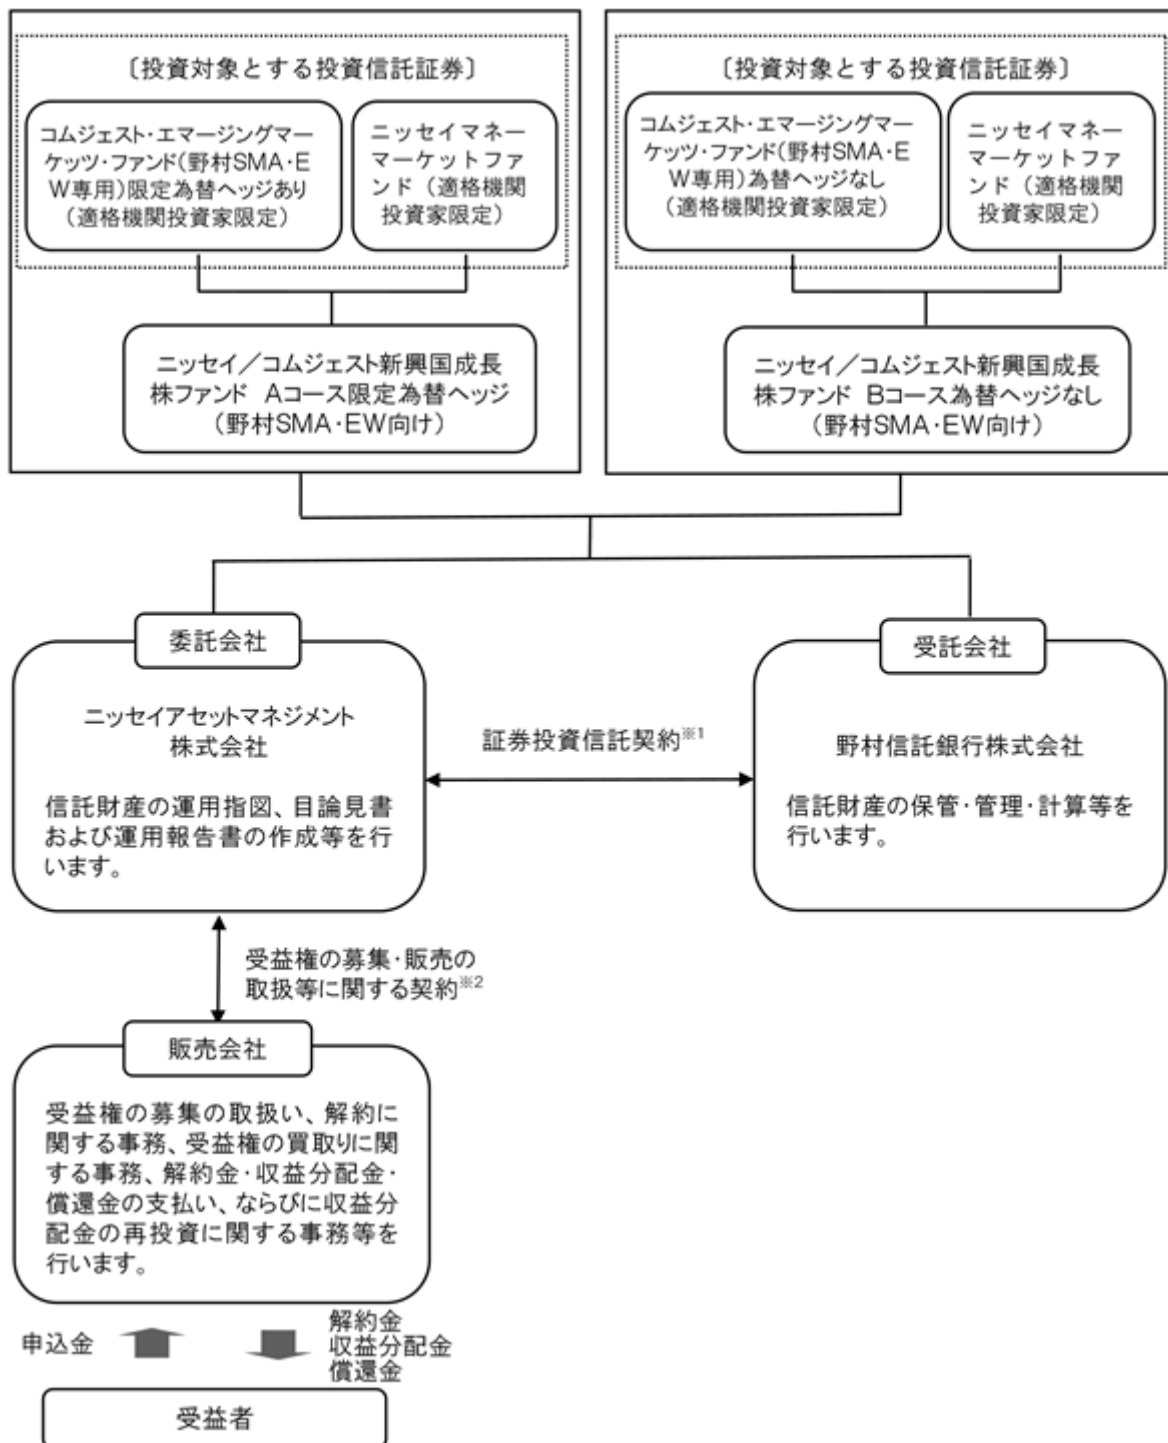 〔投資対象とする投資信託証券〕
コムジェスト・エマージングマー
ケッツ・ファンド(野村SMA・E
W専用)限定為替ヘッジあり
(適格機関投資家限定)
ニッセイマネー
マーケットファ
ンド（適格機関
投資家限定）
ニッセイ／コムジェスト新興国成長
株ファンド Aコース限定為替ヘッジ
（野村SMA・EW向け）
〔投資対象とする投資信託証券〕
コムジェスト・エマージングマー
ケッツ・ファンド(野村SMA・E
W専用)為替ヘッジなし
(適格機関投資家限定)
ニッセイマネー
マーケットファ
ンド（適格機関
投資家限定）
ニッセイ／コムジェスト新興国成長
株ファンド Bコース為替ヘッジなし
（野村SMA・EW向け）
委託会社
ニッセイアセットマネジメント
株式会社
信託財産の運用指図、目論見書
および運用報告書の作成等を行
います。
証券投資信託契約※1
受託会社
野村信託銀行株式会社
信託財産の保管・管理・計算等を
行います。
受益権の募集・販売の
取扱等に関する契約※2
販売会社
受益権の募集の取扱い、解約に
関する事務、受益権の買取りに関
する事務、解約金・収益分配金・
償還金の支払い、ならびに収益分
配金の再投資に関する事務等を
行います。
申込金
解約金
収益分配金
償還金
受益者